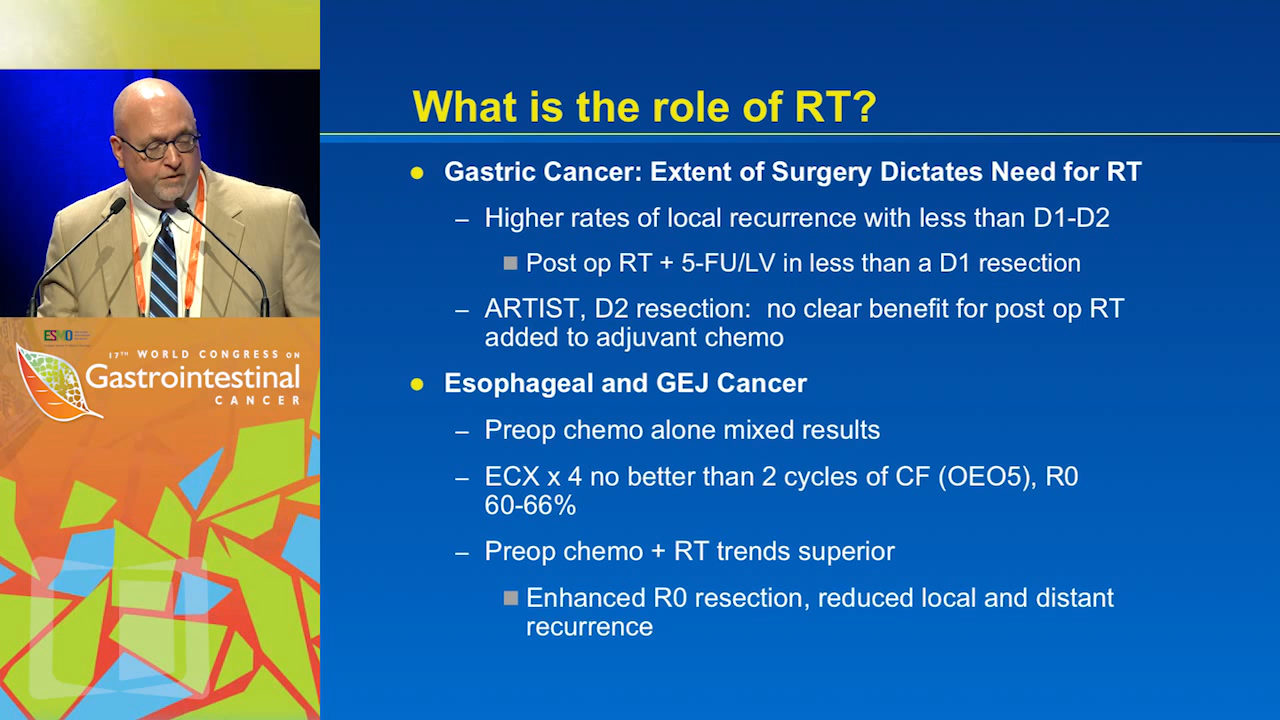 What is the role of RT?
● Gastric Cancer: Extent of Surgery Dictates Need for RT
– Higher rates of local recurrence with less than D1-D2
■ Post op RT + 5-FU/LV in less than a D1 resection
– ARTIST, D2 resection: no clear benefit for post op RT
added to adjuvant chemo
● Esophageal and GEJ Cancer
– Preop chemo alone mixed results
– ECX x 4 no better than 2 cycles of CF (OEO5), R0
60-66%
– Preop chemo + RT trends superior
■ Enhanced R0 resection, reduced local and distant
recurrence
ESMO
17TH WORLD CONGRESS ON
Gastrointestinal
CANCER